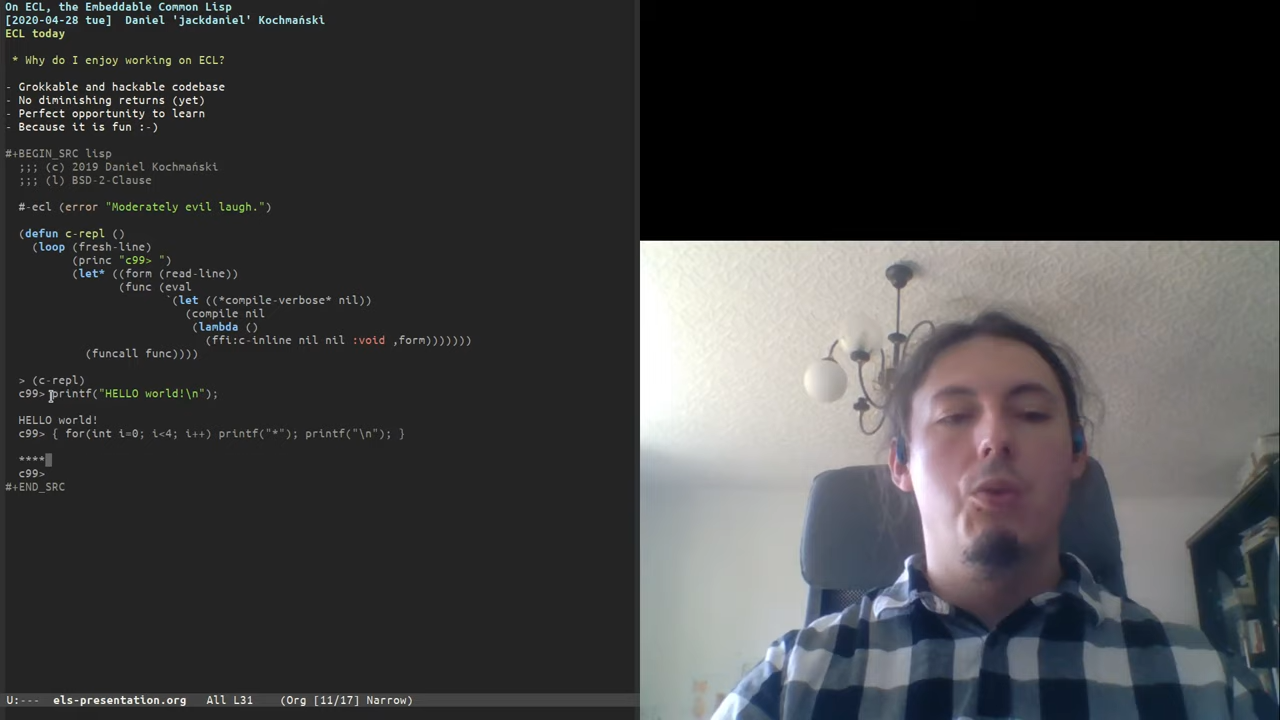 On ECL, the Embeddable Common Lisp
[2020-04-28 tue]  Daniel 'jackdaniel' Kochmański
ECL today
* Why do I enjoy working on ECL?
- Grokkable and hackable codebase
- No diminishing returns (yet)
- Perfect opportunity to learn
- Because it is fun :-)
#+BEGIN_SRC lisp
;;; (c) 2019 Daniel Kochmański
;;; (l) BSD-2-Clause
#-ecl (error "Moderately evil laugh.")
(defun c-repl ()
(loop (fresh-line)
(princ "c99> ")
(let* ((form (read-line))
(func (eval
`(let ((*compile-verbose* nil))
(compile nil
(lambda ()
(ffi:c-inline nil nil :void ,form)))))))
(funcall func))))
> (c-repl)
c99> printf("HELLO world!\n");
HELLO world!
c99> { for(int i=0; i<4; i++) printf("*"); printf("\n"); }
****
c99>
#+END_SRC
U:---  els-presentation.org   All L31    (Org [11/17] Narrow)